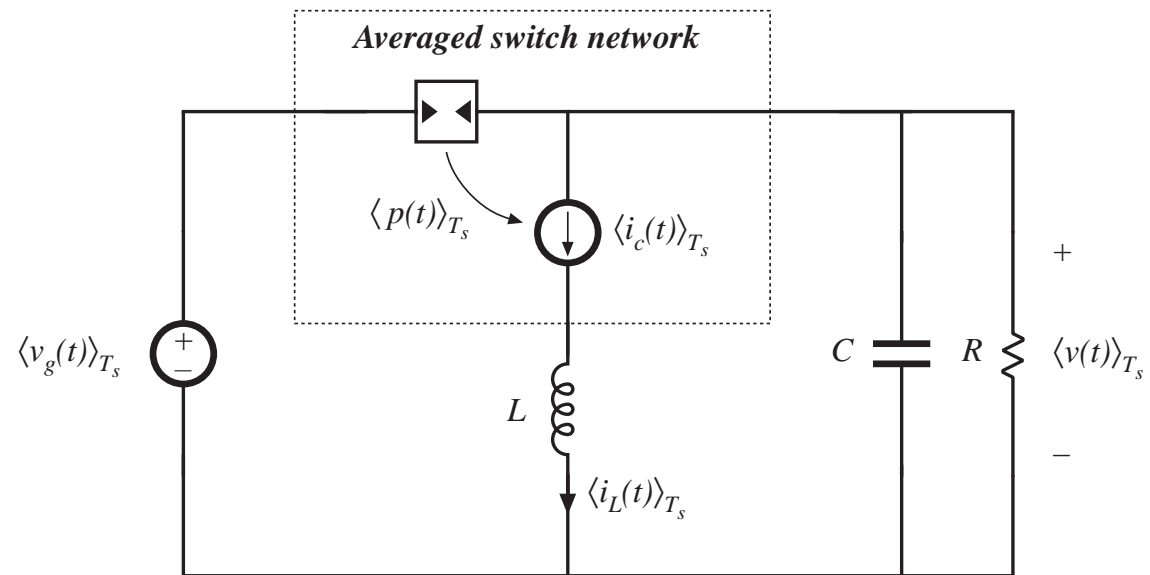 Averaged switch network
⟨p(t)⟩Ts
⟨ic(t)⟩Ts
+
⟨vg(t)⟩Ts
+
–
C
R
⟨v(t)⟩Ts
L
–
⟨iL(t)⟩Ts